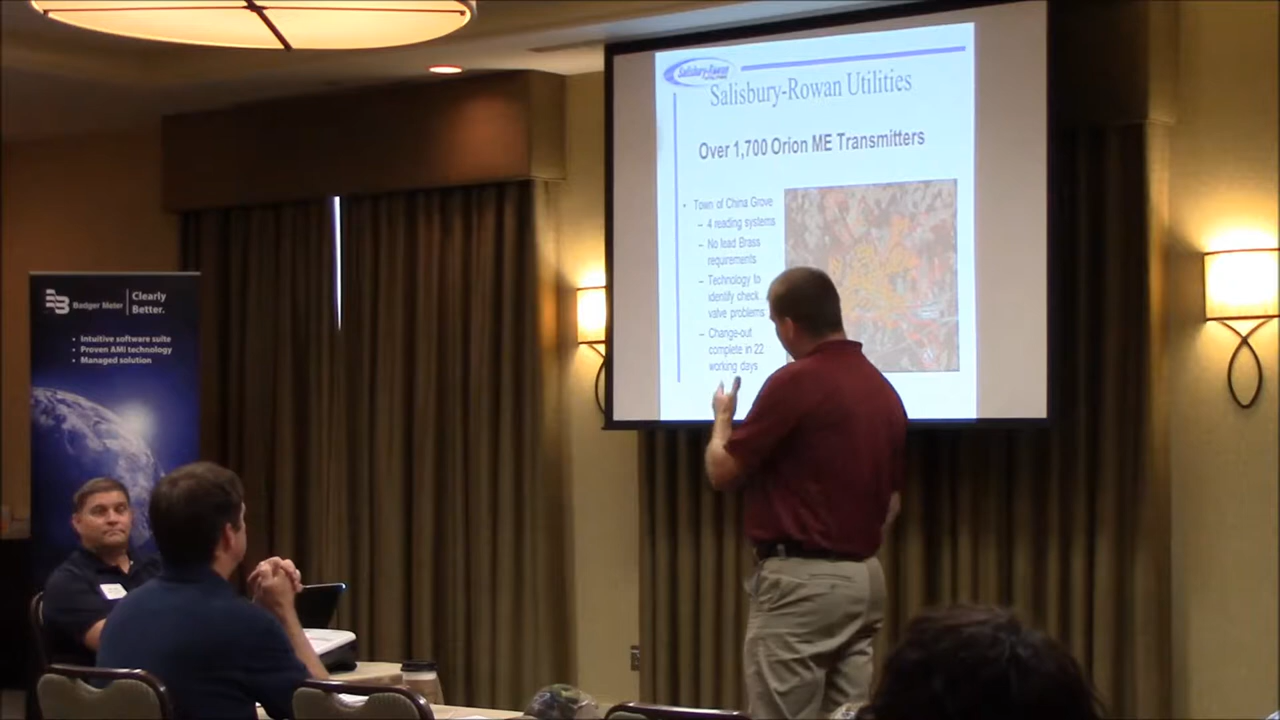 Badger Meter
Clearly
Better.
• Intuitive software suite
• Proven AMI technology
• Managed solution
Salisbury-Rowan
Salisbury-Rowan Utilities
Over 1,700 Orion ME Transmitters
• Town of China Grove
– 4 reading systems
– No lead Brass
requirements
– Technology to
identify check
valve problems
– Change-out
complete in 22
working days